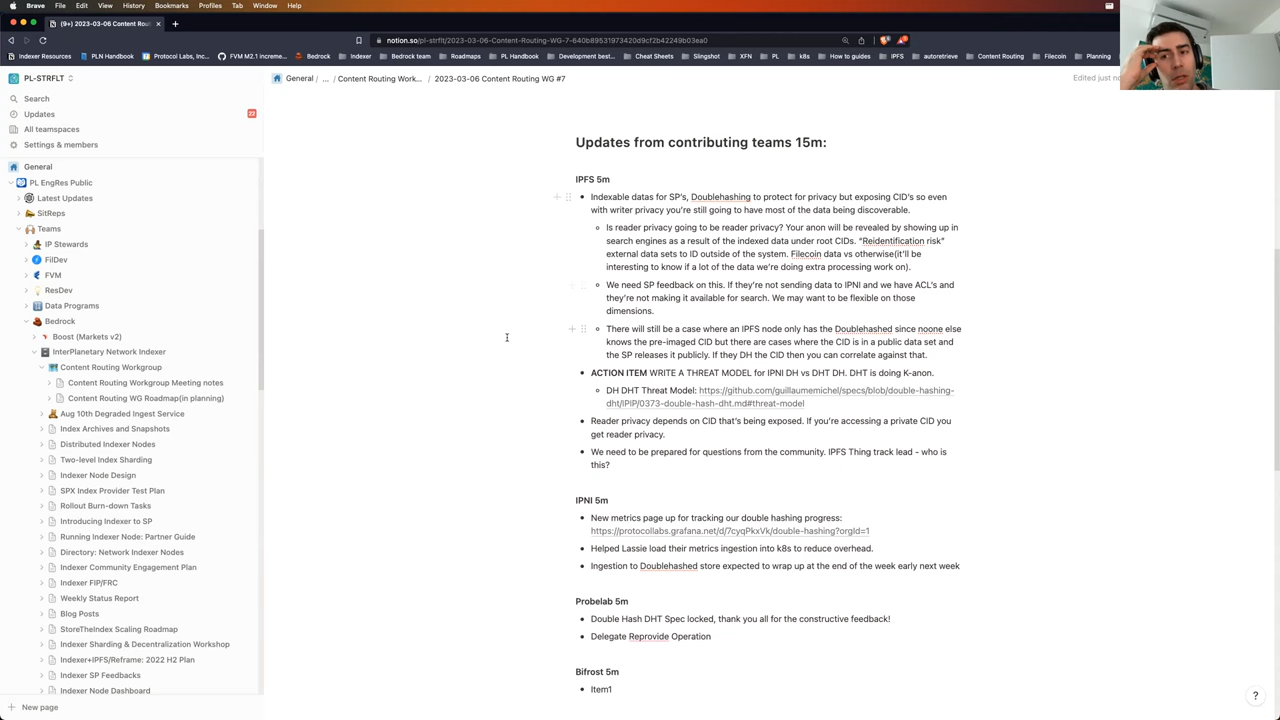 Brave File Edit View History Bookmarks Profiles Tab Window Help
(9+) 2023-03-06 Content Rout
notion.so/pl-strflt/2023-03-06-Content-Routing-WG-7-640b89531973420d9cf2b42249b03ea0
Indexer Resources PLN Handbook Protocol Labs, Inc... FVM M2.1 increme... Bedrock Bedrock team Roadmaps PL Handbook Development best... Cheat Sheets Slingshot XFN PL k8s How to guides IPFS autoretrieve Content Routing Filecoin Planning
PL-STRFLT
General / ... / Content Routing Work... / 2023-03-06 Content Routing WG #7
Edited just no
Search
Updates
22
All teamspaces
Settings & members
General
PL EngRes Public
Latest Updates
SitReps
Teams
IP Stewards
FilDev
FVM
ResDev
Data Programs
Bedrock
Boost (Markets v2)
InterPlanetary Network Indexer
Content Routing Workgroup
Content Routing Workgroup Meeting notes
Content Routing WG Roadmap(in planning)
Aug 10th Degraded Ingest Service
Index Archives and Snapshots
Distributed Indexer Nodes
Two-level Index Sharding
Indexer Node Design
SPX Index Provider Test Plan
Rollout Burn-down Tasks
Introducing Indexer to SP
Running Indexer Node: Partner Guide
Directory: Network Indexer Nodes
Indexer Community Engagement Plan
Indexer FIP/FRC
Weekly Status Report
Blog Posts
StoreTheIndex Scaling Roadmap
Indexer Sharding & Decentralization Workshop
Indexer+IPFS/Reframe: 2022 H2 Plan
Indexer SP Feedbacks
Indexer Node Dashboard
New page
Updates from contributing teams 15m:
IPFS 5m
Indexable datas for SP's, Doublehashing to protect for privacy but exposing CID's so even
with writer privacy you're still going to have most of the data being discoverable.
Is reader privacy going to be reader privacy? Your anon will be revealed by showing up in
search engines as a result of the indexed data under root CIDs. "Reidentification risk"
external data sets to ID outside of the system. Filecoin data vs otherwise(it'll be
interesting to know if a lot of the data we're doing extra processing work on).
We need SP feedback on this. If they're not sending data to IPNI and we have ACL's and
they're not making it available for search. We may want to be flexible on those
dimensions.
There will still be a case where an IPFS node only has the Doublehashed since noone else
knows the pre-imaged CID but there are cases where the CID is in a public data set and
the SP releases it publicly. If they DH the CID then you can correlate against that.
ACTION ITEM WRITE A THREAT MODEL for IPNI DH vs DHT DH. DHT is doing K-anon.
DH DHT Threat Model: https://github.com/guillaumemichel/specs/blob/double-hashing-
dht/IPIP/0373-double-hash-dht.md#threat-model
Reader privacy depends on CID that's being exposed. If you're accessing a private CID you
get reader privacy.
We need to be prepared for questions from the community. IPFS Thing track lead - who is
this?
IPNI 5m
New metrics page up for tracking our double hashing progress:
https://protocollabs.grafana.net/d/7cyqPkxVk/double-hashing?orgId=1
Helped Lassie load their metrics ingestion into k8s to reduce overhead.
Ingestion to Doublehashed store expected to wrap up at the end of the week early next week
Probelab 5m
Double Hash DHT Spec locked, thank you all for the constructive feedback!
Delegate Reprovide Operation
Bifrost 5m
Item1
?